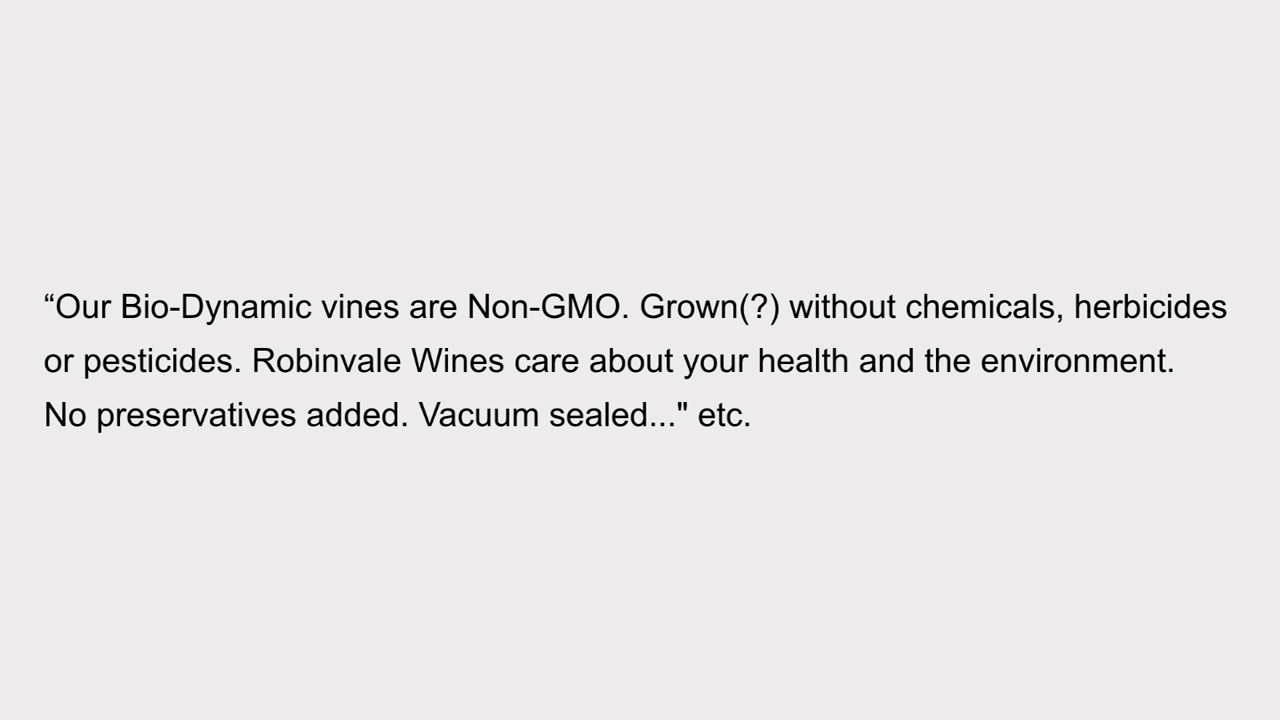 “Our Bio-Dynamic vines are Non-GMO. Grown(?) without chemicals, herbicides
or pesticides. Robinvale Wines care about your health and the environment.
No preservatives added. Vacuum sealed..." etc.